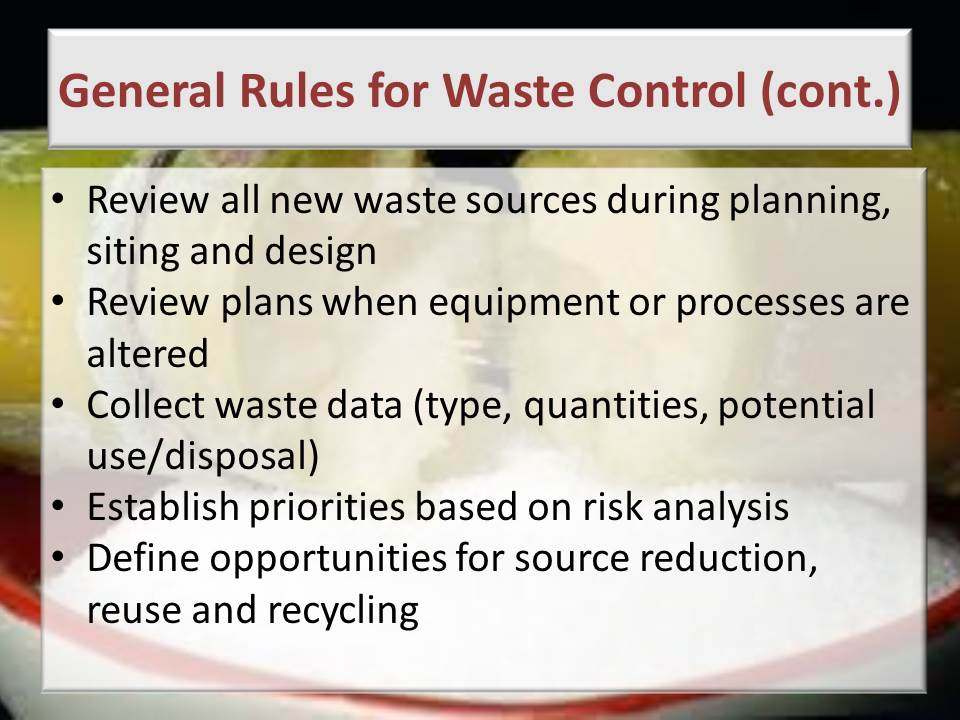 General Rules for Waste Control (cont.)
• Review all new waste sources during planning,
siting and design
• Review plans when equipment or processes are
altered
• Collect waste data (type, quantities, potential
use/disposal)
• Establish priorities based on risk analysis
• Define opportunities for source reduction,
reuse and recycling